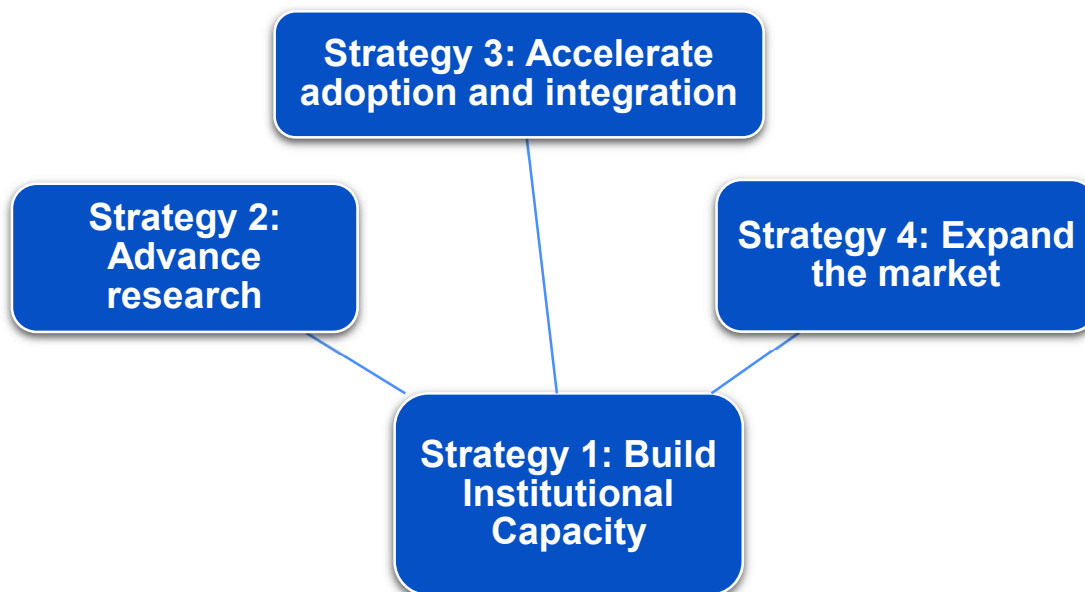 Strategy 3: Accelerate
adoption and integration
Strategy 2:
Advance
research
Strategy 4: Expand
the market
Strategy 1: Build
Institutional
Capacity